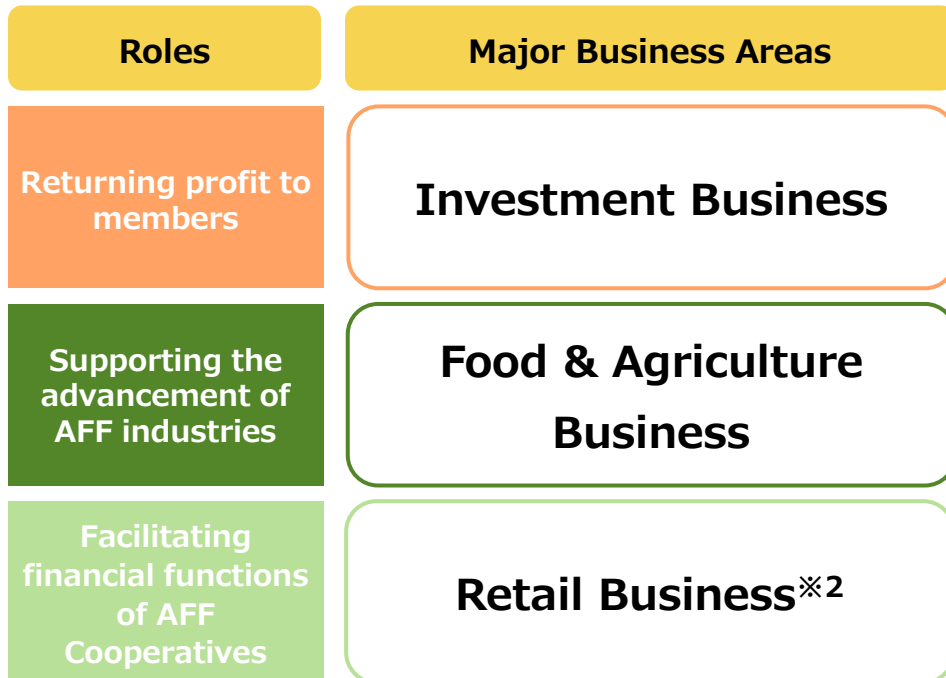 Roles
Major Business Areas
Returning profit to
members
Investment Business
Supporting the
advancement of
AFF industries
Food & Agriculture
Business
Facilitating
financial functions
of AFF
Cooperatives
Retail Business※2